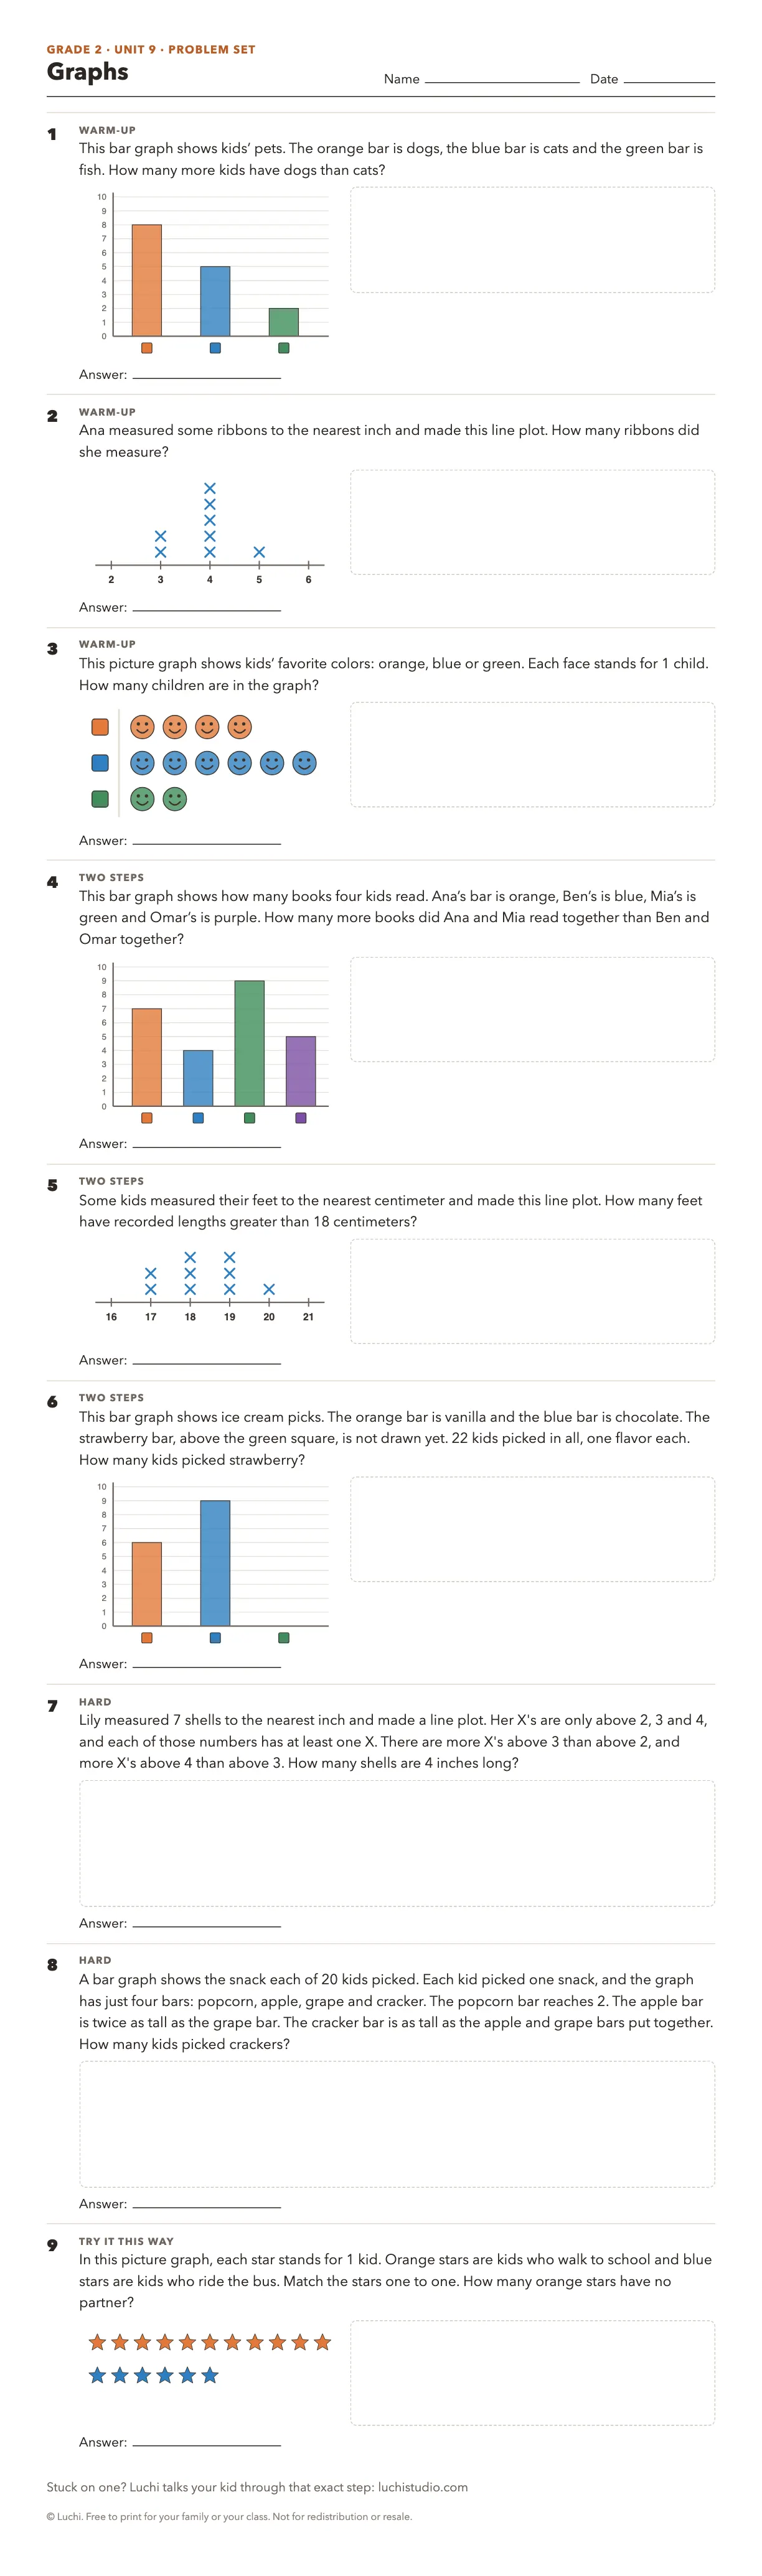 GRADE 2 · UNIT 9 · PROBLEM SET
Graphs
Name
Date
1
WARM-UP
This bar graph shows kids’ pets. The orange bar is dogs, the blue bar is cats and the green bar is
fish. How many more kids have dogs than cats?
10
9
8
7
6
5
4
3
2
1
0
Answer:
2
WARM-UP
Ana measured some ribbons to the nearest inch and made this line plot. How many ribbons did
she measure?
2 3 4 5 6
Answer:
3
WARM-UP
This picture graph shows kids’ favorite colors: orange, blue or green. Each face stands for 1 child.
How many children are in the graph?
Answer:
4
TWO STEPS
This bar graph shows how many books four kids read. Ana’s bar is orange, Ben’s is blue, Mia’s is
green and Omar’s is purple. How many more books did Ana and Mia read together than Ben and
Omar together?
10
9
8
7
6
5
4
3
2
1
0
Answer:
5
TWO STEPS
Some kids measured their feet to the nearest centimeter and made this line plot. How many feet
have recorded lengths greater than 18 centimeters?
16 17 18 19 20 21
Answer:
6
TWO STEPS
This bar graph shows ice cream picks. The orange bar is vanilla and the blue bar is chocolate. The
strawberry bar, above the green square, is not drawn yet. 22 kids picked in all, one flavor each.
How many kids picked strawberry?
10
9
8
7
6
5
4
3
2
1
0
Answer:
7
HARD
Lily measured 7 shells to the nearest inch and made a line plot. Her X's are only above 2, 3 and 4,
and each of those numbers has at least one X. There are more X's above 3 than above 2, and
more X's above 4 than above 3. How many shells are 4 inches long?
Answer:
8
HARD
A bar graph shows the snack each of 20 kids picked. Each kid picked one snack, and the graph
has just four bars: popcorn, apple, grape and cracker. The popcorn bar reaches 2. The apple bar
is twice as tall as the grape bar. The cracker bar is as tall as the apple and grape bars put together.
How many kids picked crackers?
Answer:
9
TRY IT THIS WAY
In this picture graph, each star stands for 1 kid. Orange stars are kids who walk to school and blue
stars are kids who ride the bus. Match the stars one to one. How many orange stars have no
partner?
Answer:
Stuck on one? Luchi talks your kid through that exact step: luchistudio.com
© Luchi. Free to print for your family or your class. Not for redistribution or resale.